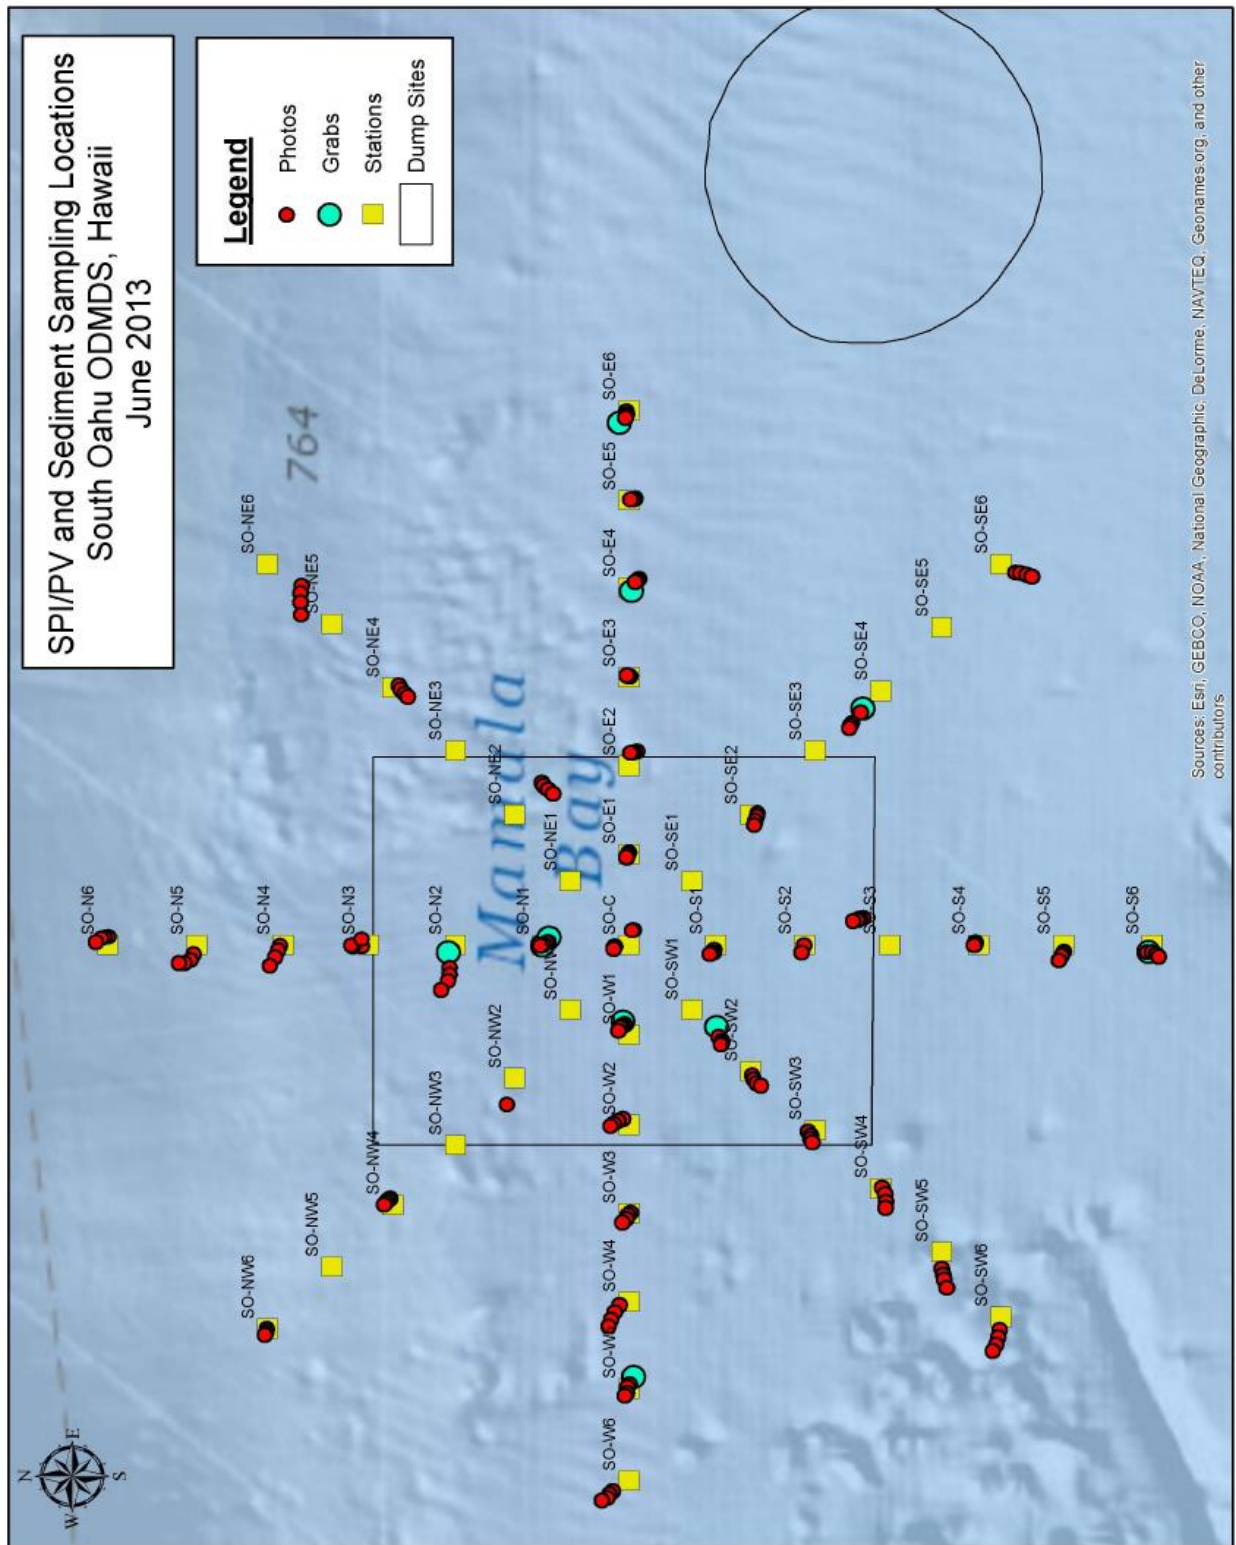 SPI/PV and Sediment Sampling Locations
South Oahu ODMDS, Hawaii
June 2013
Legend
Photos
Grabs
Stations
Dump Sites
N
W
E
S
764
Mamala
Bay
SO-N6
SO-N5
SO-NW6
SO-N4
SO-NE6
SO-NW5
SO-NE5
SO-N3
SO-NW4
SO-NE4
SO-NW3
SO-N2
SO-NE3
SO-NW2
SO-NE2
SO-N1
SO-NW
SO-NE1
SO-W6
SO-W
SO-W4
SO-W3
SO-W2
SO-W1
SO-C
SO-E1
SO-E2
SO-E3
SO-E4
SO-E5
SO-E6
SO-SW1
SO-S1
SO-SE1
SO-SW2
SO-SE2
SO-SW3
SO-S2
SO-SE3
SO-SW4
SO-S3
SO-SE4
SO-SW5
SO-S4
SO-SE5
SO-SW6
SO-S5
SO-SE6
SO-S6
Sources: Esri, GEBCO, NOAA, National Geographic, DeLorme, NAVTEQ, Geonames.org, and other
contributors